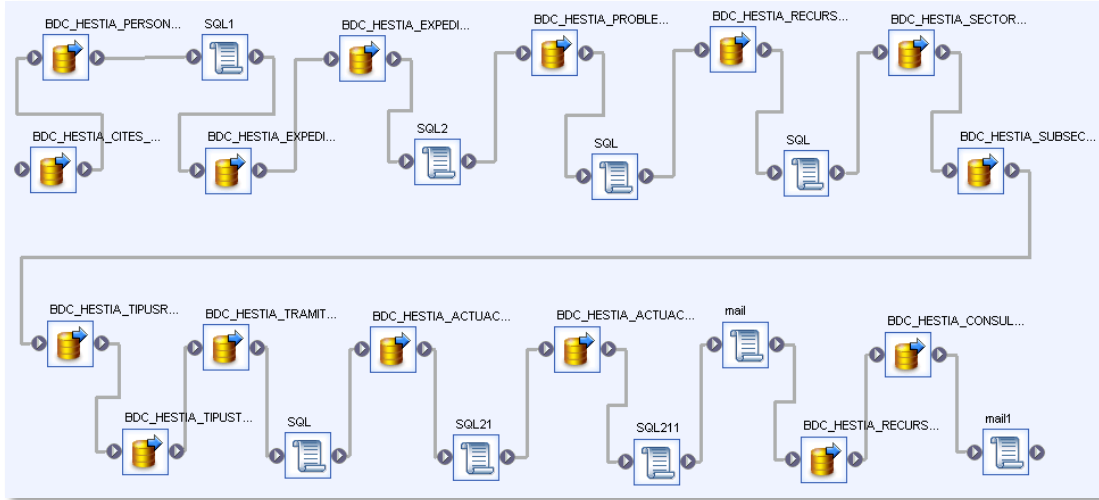 BDC_HESTIA_PERSON...
SQL1
BDC_HESTIA_EXPEDI...
BDC_HESTIA_PROBLE...
BDC_HESTIA_RECURS...
BDC_HESTIA_SECTOR...
BDC_HESTIA_CITES_...
BDC_HESTIA_EXPEDI...
SQL2
SQL
SQL
BDC_HESTIA_SUBSEC...
BDC_HESTIA_TIPUSR...
BDC_HESTIA_TRAMIT...
BDC_HESTIA_ACTUAC...
BDC_HESTIA_ACTUAC...
mail
BDC_HESTIA_CONSUL...
BDC_HESTIA_TIPUST...
SQL
SQL21
SQL211
BDC_HESTIA_RECURS...
mail1